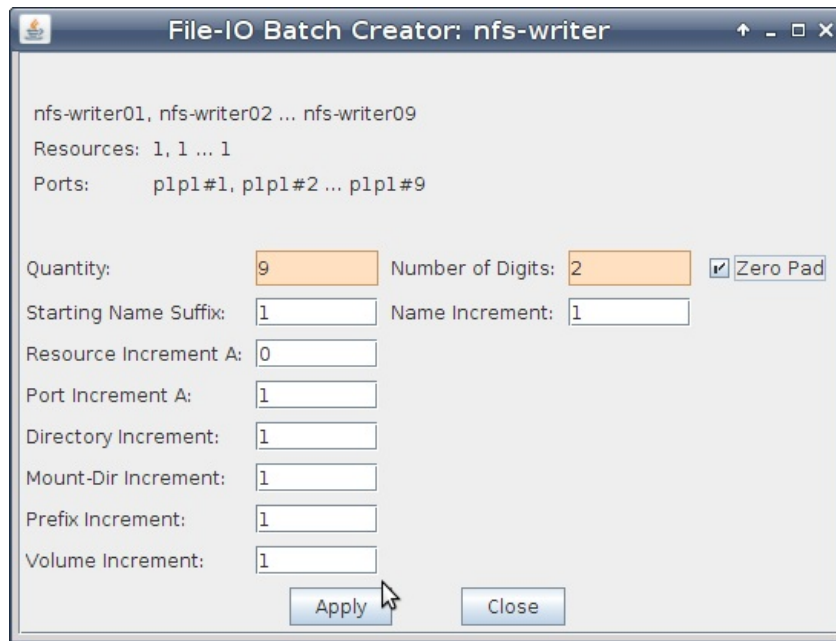 File-IO Batch Creator: nfs-writer
nfs-writer01, nfs-writer02 ... nfs-writer09
Resources: 1, 1 ... 1
Ports: p1p1#1, p1p1#2 ... p1p1#9
Quantity: 9 Number of Digits: 2 Zero Pad
Starting Name Suffix: 1 Name Increment: 1
Resource Increment A: 0
Port Increment A: 1
Directory Increment: 1
Mount-Dir Increment: 1
Prefix Increment: 1
Volume Increment: 1
Apply Close